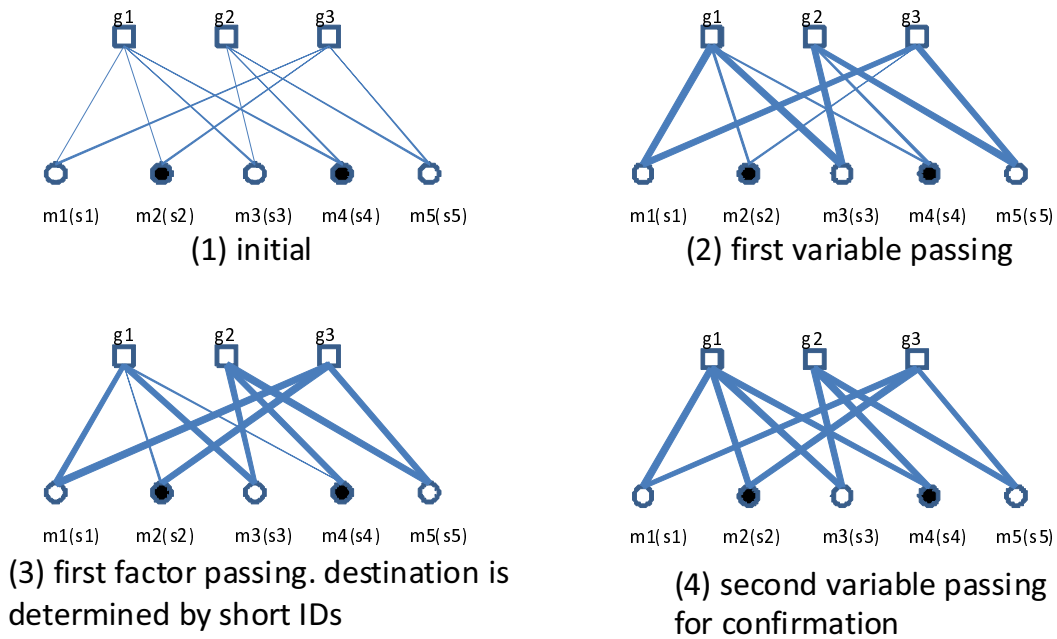 g1 g2 g3
m1(s1) m2(s2) m3(s3) m4(s4) m5(s5)
(1) initial
g1 g2 g3
m1(s1) m2(s2) m3(s3) m4(s4) m5(s5)
(2) first variable passing
g1 g2 g3
m1(s1) m2(s2) m3(s3) m4(s4) m5(s5)
(3) first factor passing. destination is
determined by short IDs
g1 g2 g3
m1(s1) m2(s2) m3(s3) m4(s4) m5(s5)
(4) second variable passing
for confirmation